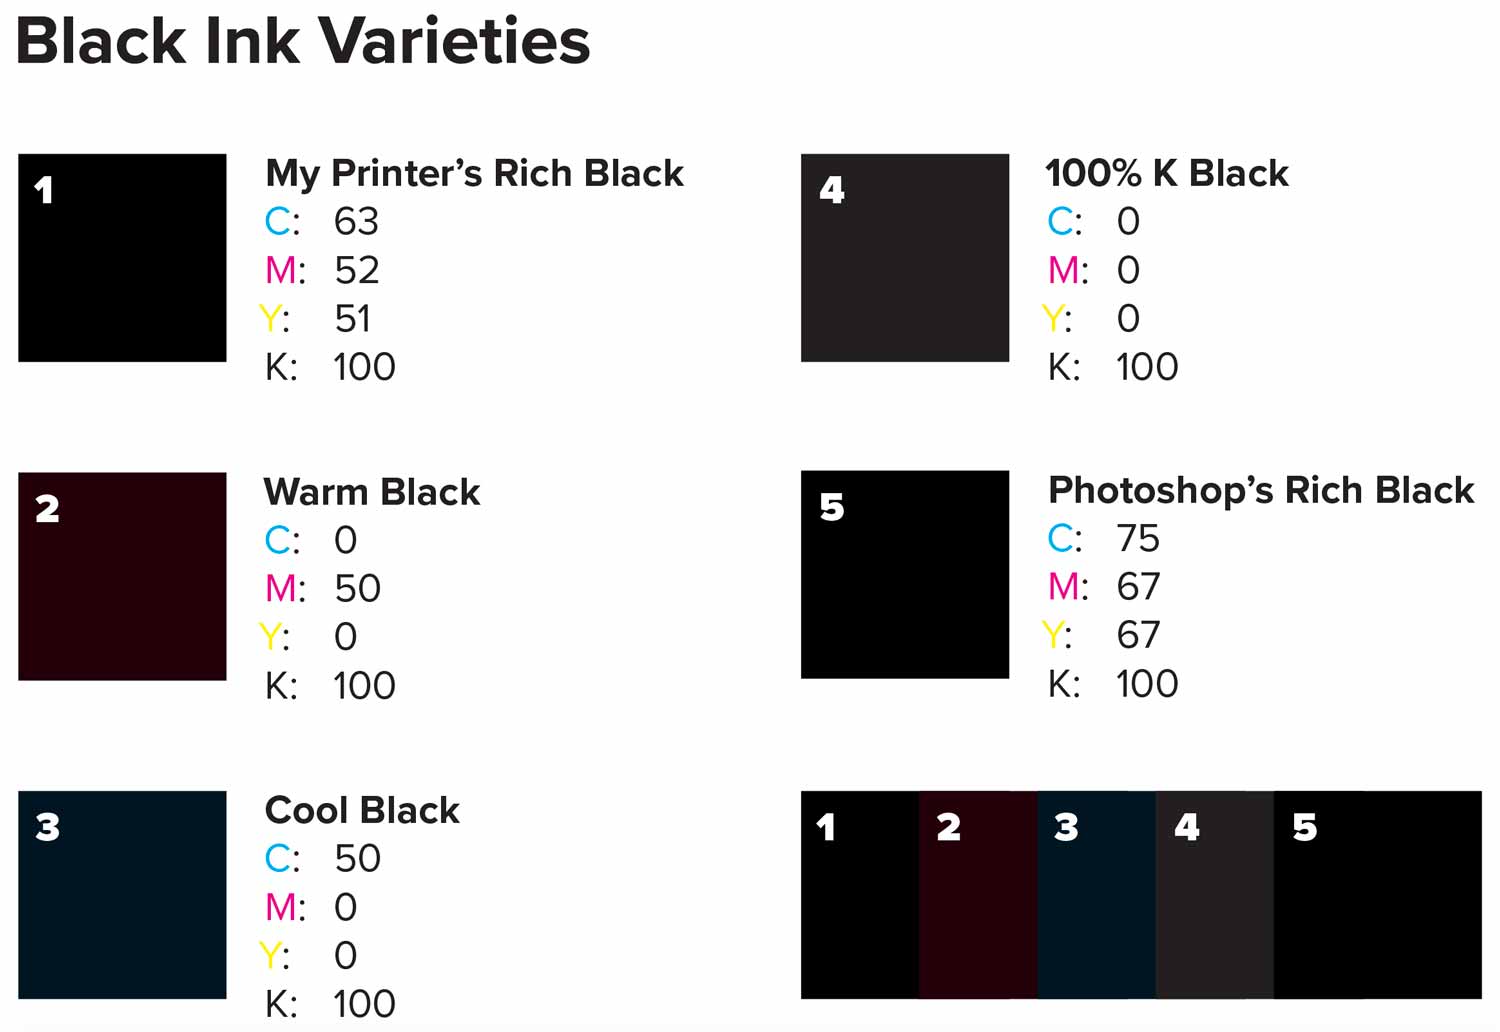 Black Ink Varieties
1
My Printer's Rich Black
C: 63
M: 52
Y: 51
K: 100
2
Warm Black
C: 0
M: 50
Y: 0
K: 100
3
Cool Black
C: 50
M: 0
Y: 0
K: 100
4
100% K Black
C: 0
M: 0
Y: 0
K: 100
5
Photoshop's Rich Black
C: 75
M: 67
Y: 67
K: 100
1 2 3 4 5